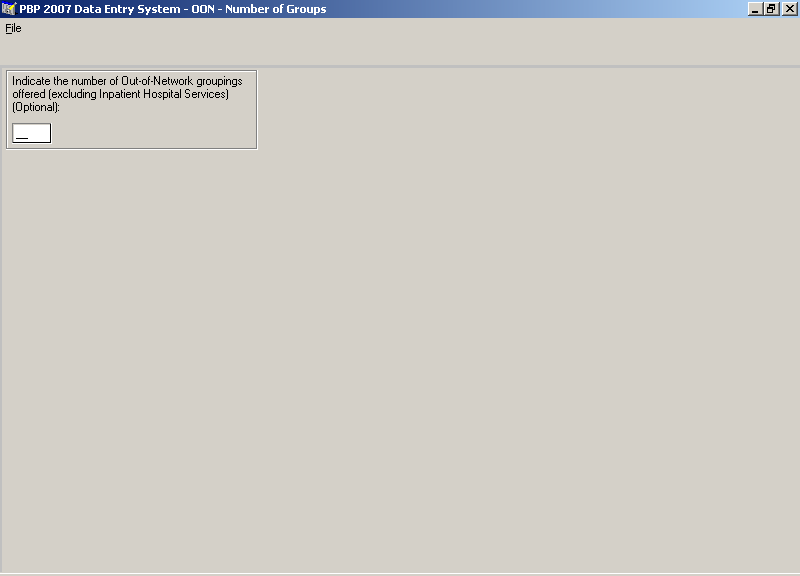 PBP 2007 Data Entry System - OON - Number of Groups
File
Indicate the number of Out-of-Network groupings
offered (excluding Inpatient Hospital Services)
(Optional):
__